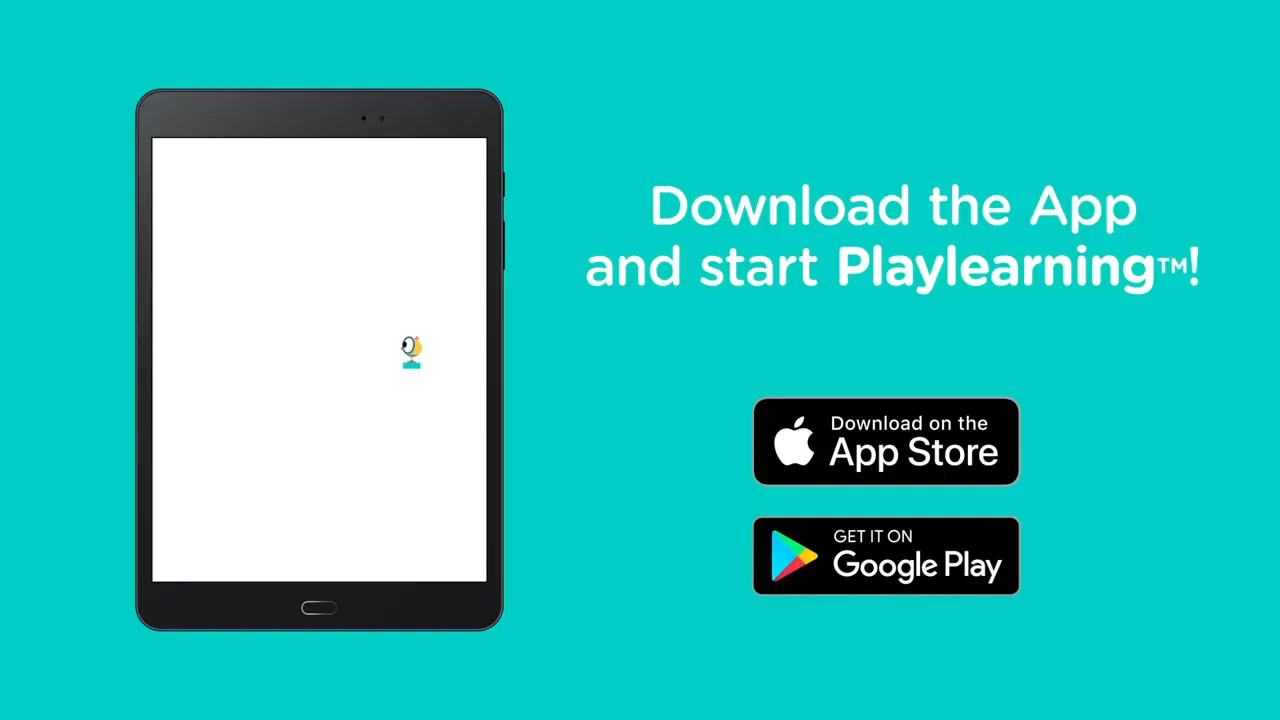 Download the App
and start Playlearning™!
Download on the
App Store
GET IT ON
Google Play